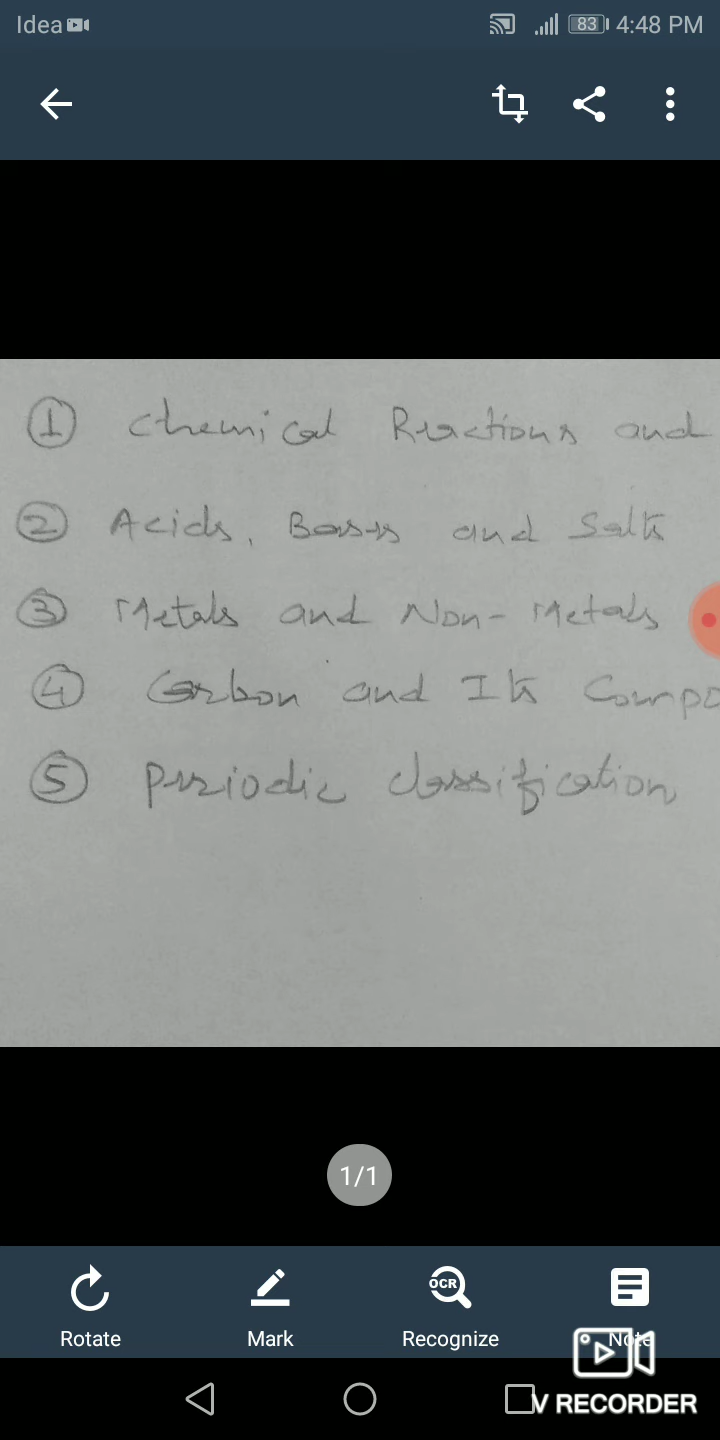 Idea 83 4:48 PM
① Chemical Reactions and
② Acids, Bases and Salts
③ Metals and Non-Metals
④ Carbon and Its Compo
⑤ Periodic classification
1/1
OCR
Rotate Mark Recognize Note
V RECORDER